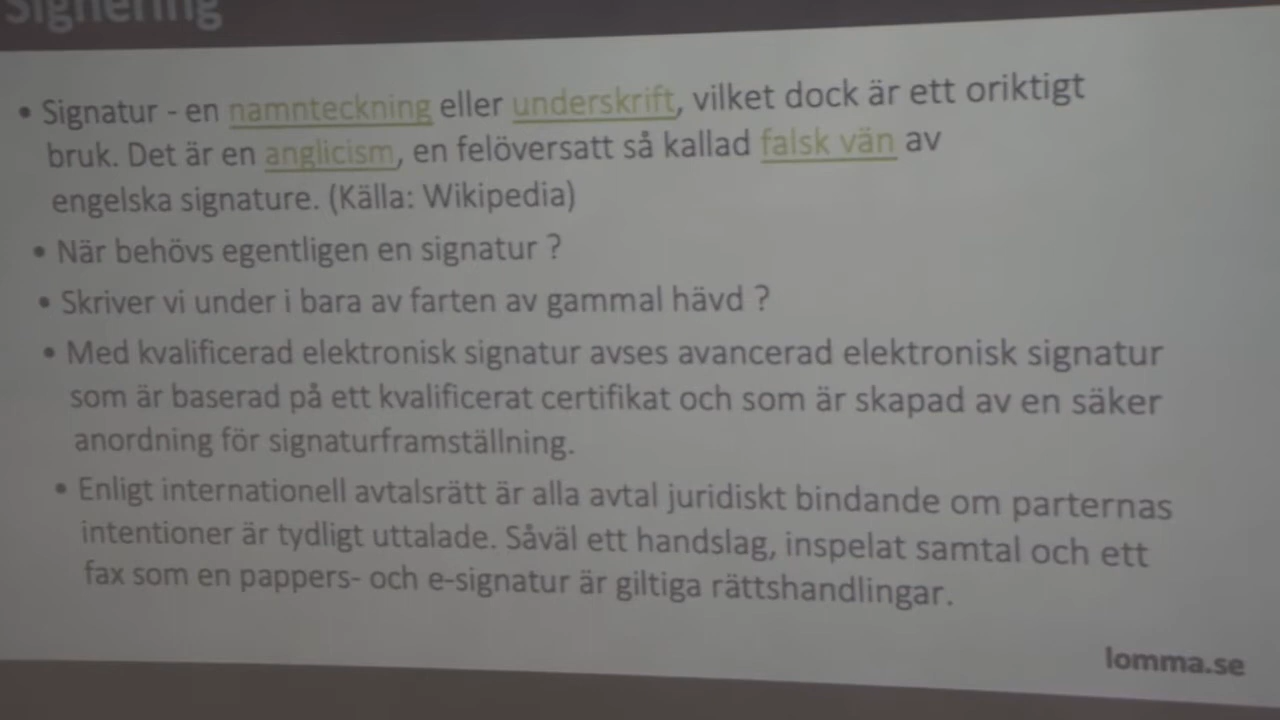 Signering
• Signatur - en namnteckning eller underskrift, vilket dock är ett oriktigt
bruk. Det är en anglicism, en felöversatt så kallad falsk vän av
engelska signature. (Källa: Wikipedia)
• När behövs egentligen en signatur ?
• Skriver vi under i bara av farten av gammal hävd ?
• Med kvalificerad elektronisk signatur avses avancerad elektronisk signatur
som är baserad på ett kvalificerat certifikat och som är skapad av en säker
anordning för signaturframställning.
• Enligt internationell avtalsrätt är alla avtal juridiskt bindande om parternas
intentioner är tydligt uttalade. Såväl ett handslag, inspelat samtal och ett
fax som en pappers- och e-signatur är giltiga rättshandlingar.
lomma.se